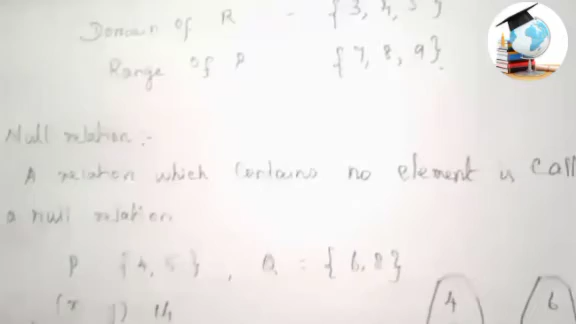 Domain of R - {3, 4, 5}
Range of R {7, 8, 9}.
Null relation :-
A relation which contains no element is call
a null relation
P {4, 5}, Q = {6, 8}
4 6